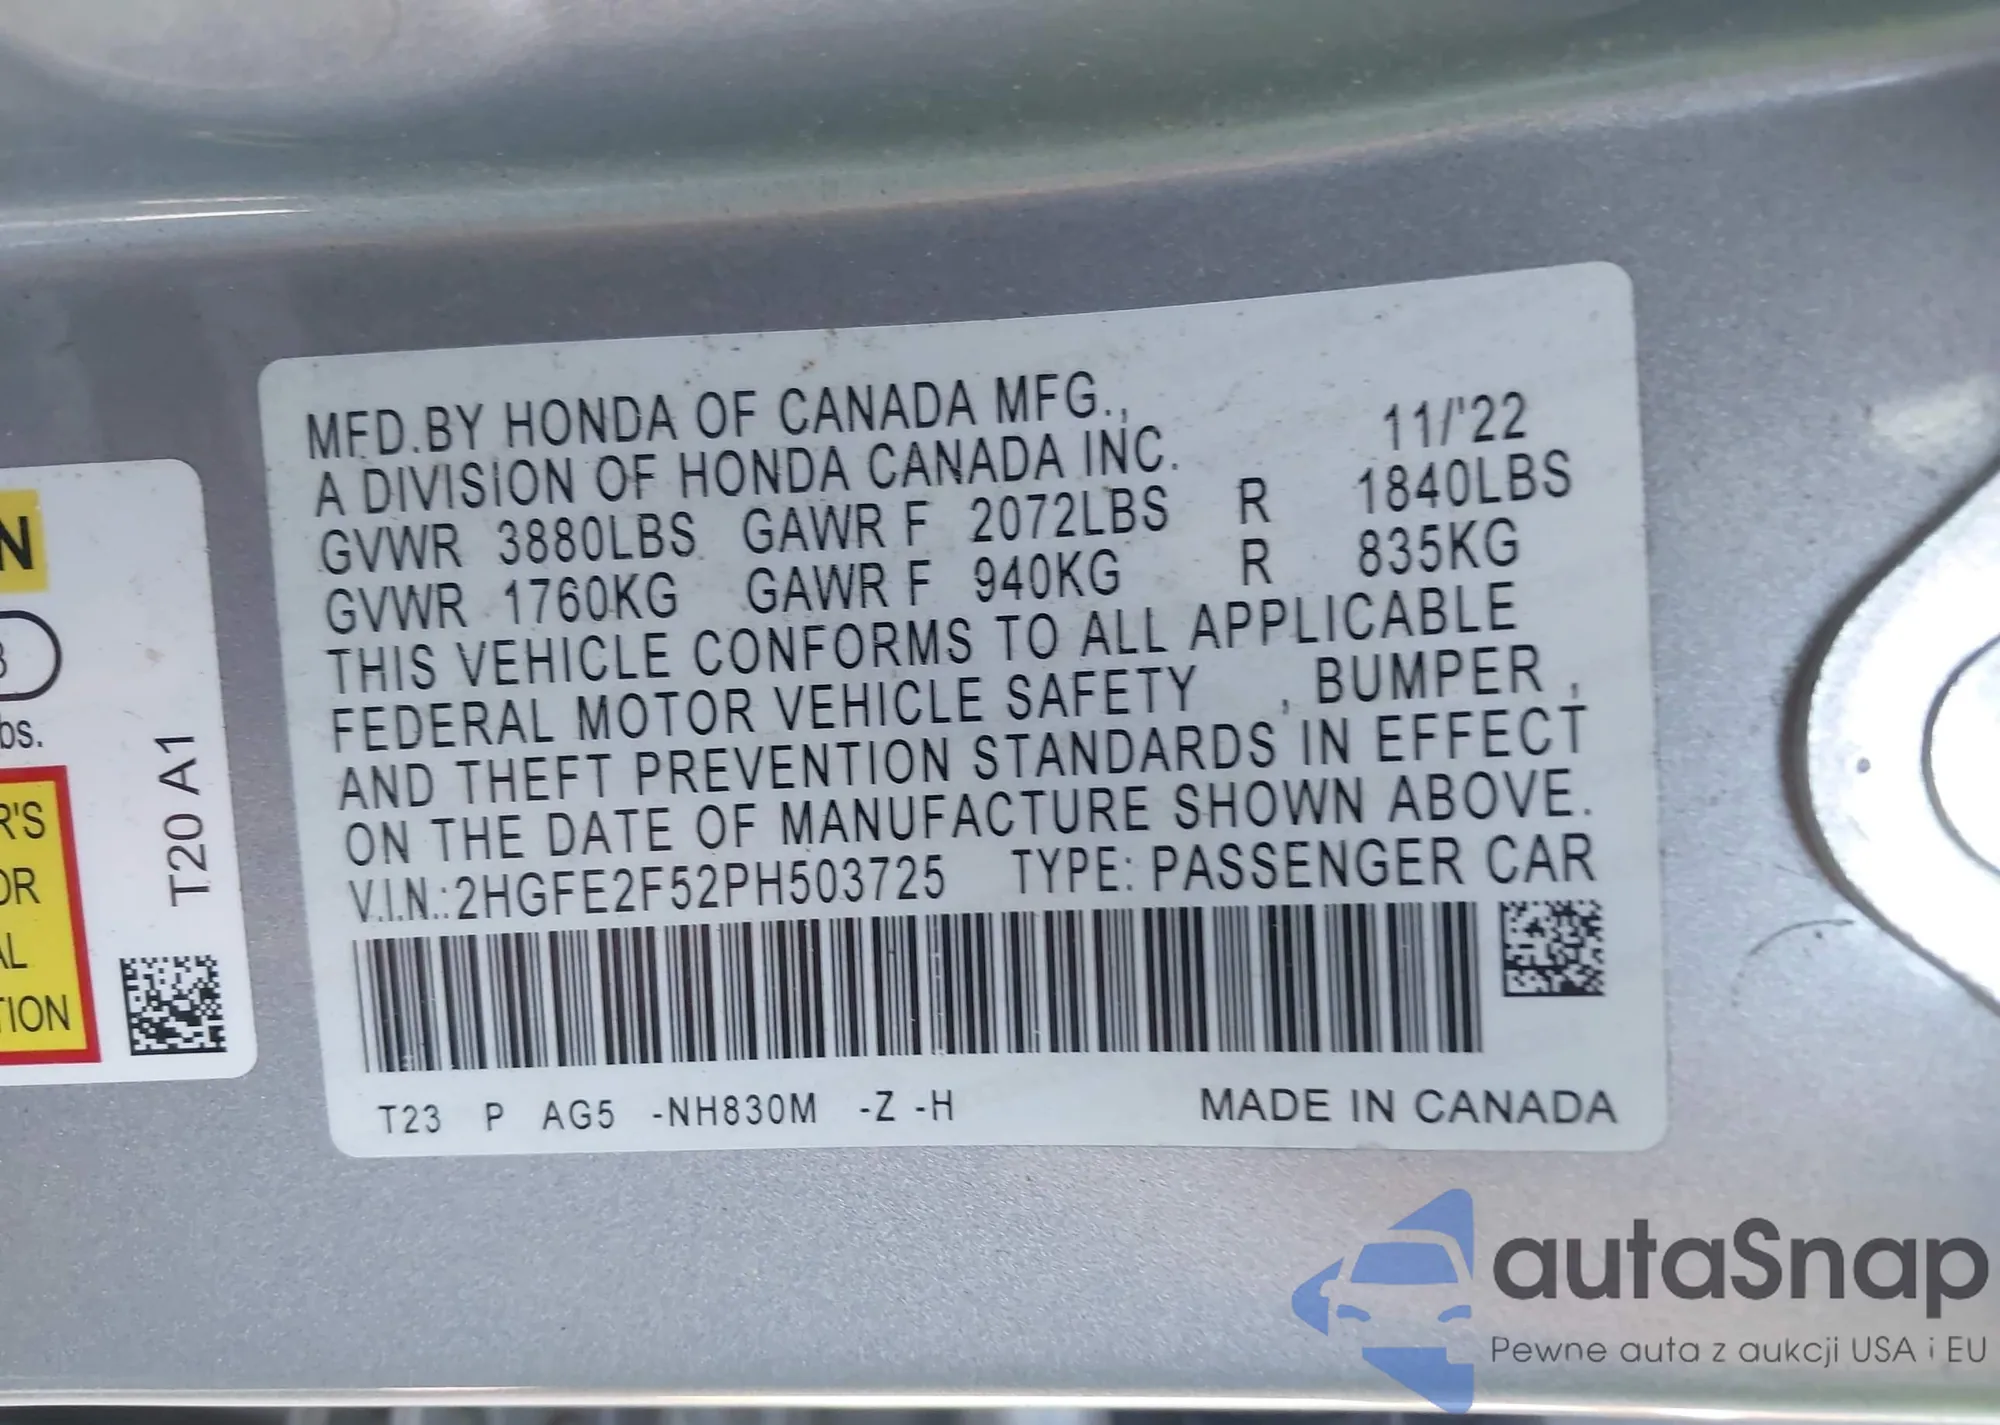 MFD.BY HONDA OF CANADA MFG.,
A DIVISION OF HONDA CANADA INC. 11/'22
GVWR 3880LBS GAWR F 2072LBS R 1840LBS
GVWR 1760KG GAWR F 940KG R 835KG
THIS VEHICLE CONFORMS TO ALL APPLICABLE
FEDERAL MOTOR VEHICLE SAFETY , BUMPER ,
AND THEFT PREVENTION STANDARDS IN EFFECT
ON THE DATE OF MANUFACTURE SHOWN ABOVE.
V.I.N.:2HGFE2F52PH503725 TYPE: PASSENGER CAR
T23 P AG5 -NH830M -Z -H MADE IN CANADA
T20 A1
autaSnap
Pewne auta z aukcji USA i EU